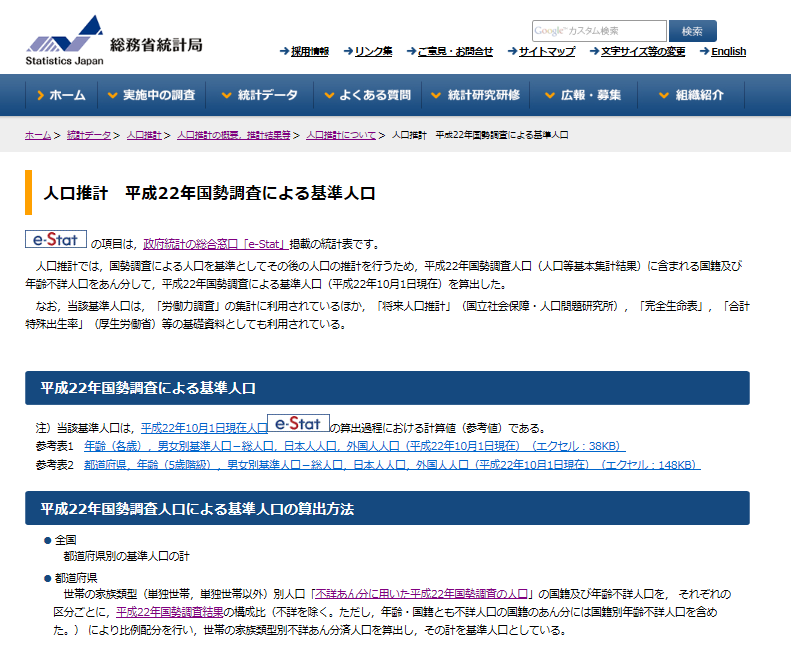 総務省統計局
Statistics Japan
Google™カスタム検索
検索
採用情報 リンク集 ご意見・お問合せ サイトマップ 文字サイズ等の変更 English
ホーム 実施中の調査 統計データ よくある質問 統計研究研修 広報・募集 組織紹介
ホーム > 統計データ > 人口推計 > 人口推計の概要，推計結果等 > 人口推計について > 人口推計　平成22年国勢調査による基準人口
人口推計　平成22年国勢調査による基準人口
e-Stat の項目は，政府統計の総合窓口「e-Stat」掲載の統計表です。
人口推計では，国勢調査による人口を基準としてその後の人口の推計を行うため，平成22年国勢調査人口（人口等基本集計結果）に含まれる国籍及び
年齢不詳人口をあん分して，平成22年国勢調査による基準人口（平成22年10月1日現在）を算出した。
なお，当該基準人口は，「労働力調査」の集計に利用されているほか，「将来人口推計」（国立社会保障・人口問題研究所），「完全生命表」，「合計
特殊出生率」（厚生労働省）等の基礎資料としても利用されている。
平成22年国勢調査による基準人口
注）当該基準人口は，平成22年10月1日現在人口 e-Stat の算出過程における計算値（参考値）である。
参考表1　年齢（各歳），男女別基準人口－総人口，日本人人口，外国人人口（平成22年10月1日現在）（エクセル：38KB）
参考表2　都道府県，年齢（5歳階級），男女別基準人口－総人口，日本人人口，外国人人口（平成22年10月1日現在）（エクセル：148KB）
平成22年国勢調査人口による基準人口の算出方法
● 全国
都道府県別の基準人口の計
● 都道府県
世帯の家族類型（単独世帯，単独世帯以外）別人口「不詳あん分に用いた平成22年国勢調査の人口」の国籍及び年齢不詳人口を， それぞれの
区分ごとに，平成22年国勢調査結果の構成比（不詳を除く。ただし，年齢・国籍とも不詳人口の国籍のあん分には国籍別年齢不詳人口を含め
た。） により比例配分を行い，世帯の家族類型別不詳あん分済人口を算出し，その計を基準人口としている。